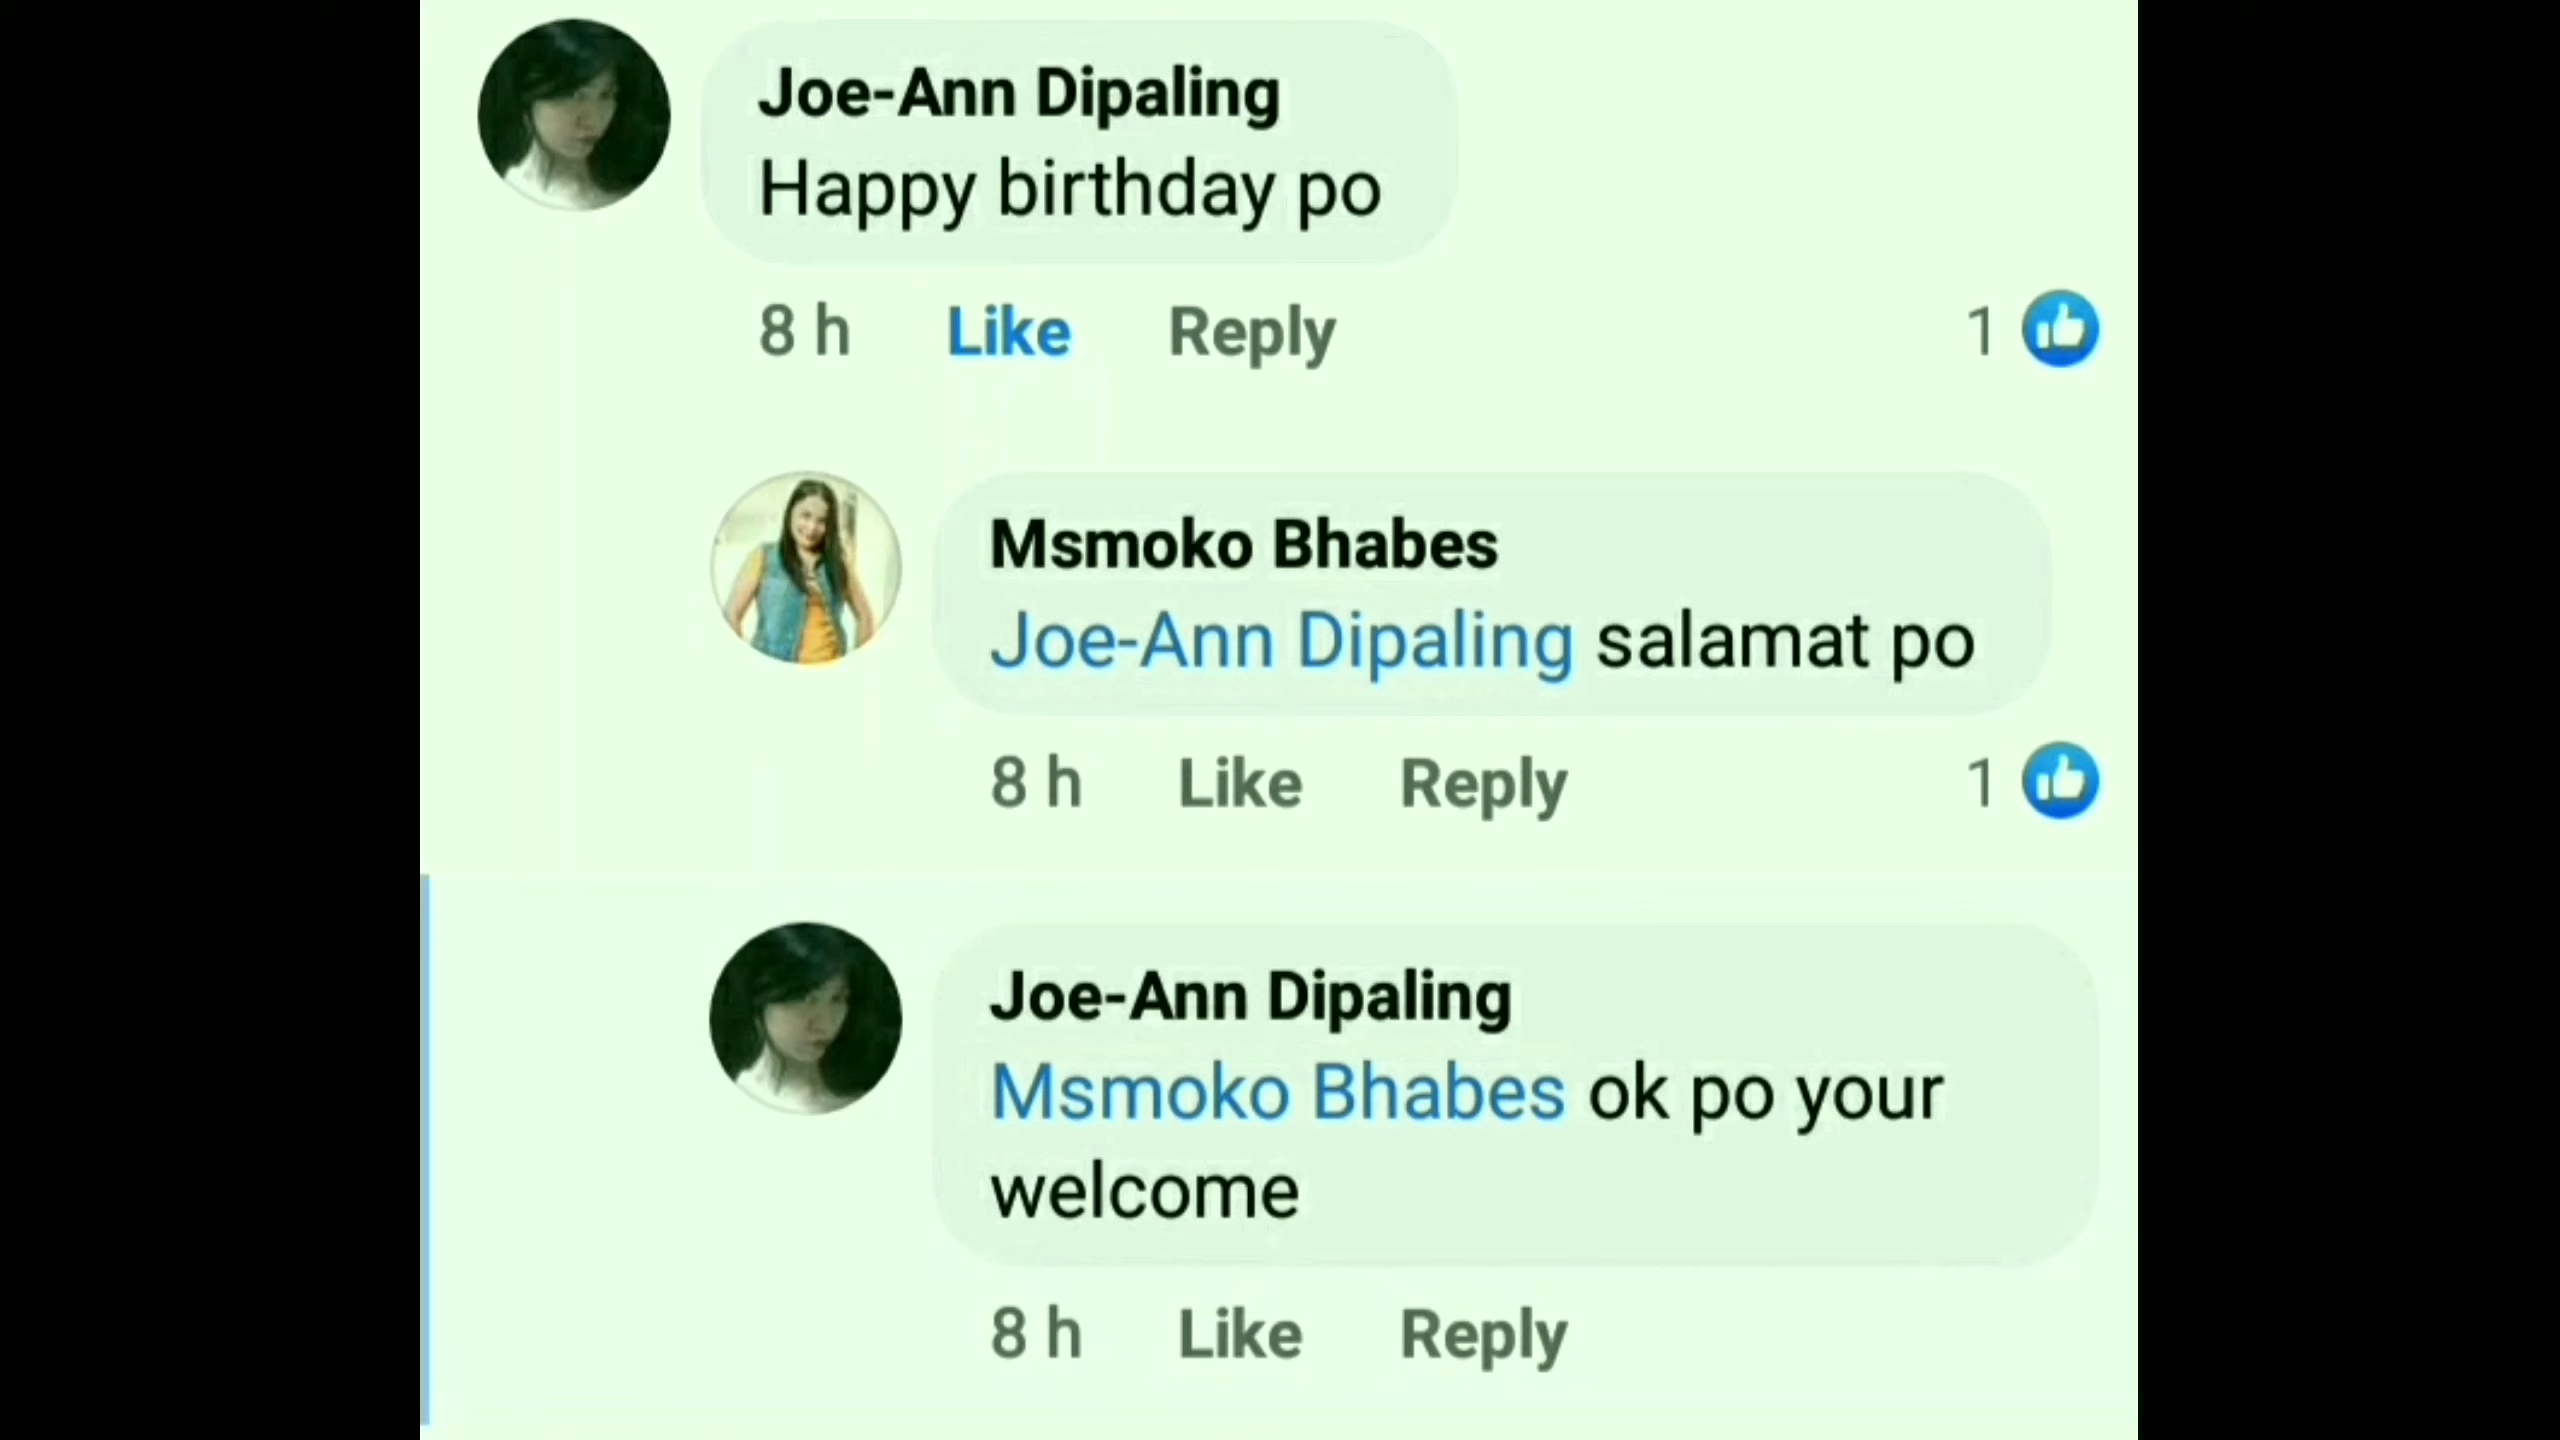 Joe-Ann Dipaling
Happy birthday po
8 h Like Reply 1
Msmoko Bhabes
Joe-Ann Dipaling salamat po
8 h Like Reply 1
Joe-Ann Dipaling
Msmoko Bhabes ok po your
welcome
8 h Like Reply